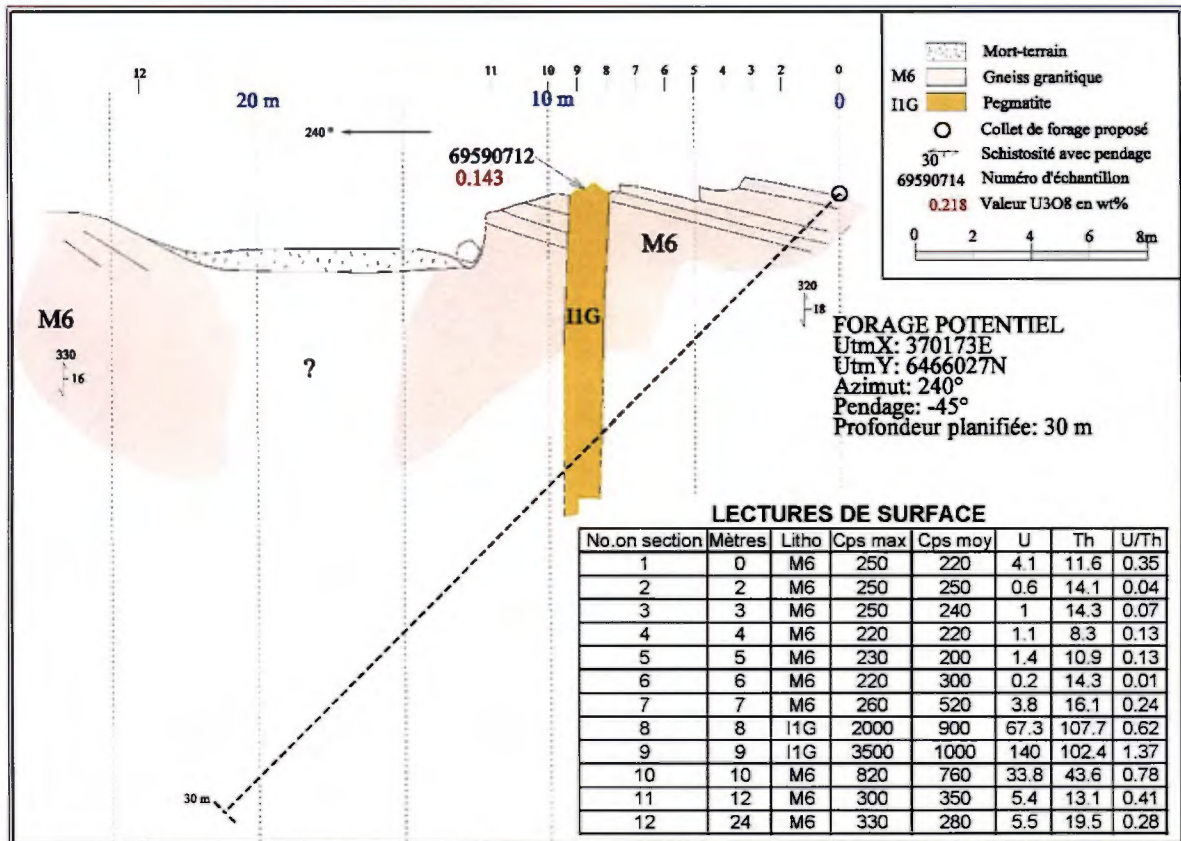 12 11 10 9 8 7 6 5 4 3 2 0
20 m 10 m 0
240°
69590712
0.143
M6
M6
I1G
?
330
16
320
18
30 m
Mort-terrain
M6 Gneiss granitique
I1G Pegmatite
Collet de forage proposé
30 Schistosité avec pendage
69590714 Numéro d'échantillon
0.218 Valeur U3O8 en wt%
0 2 4 6 8m
FORAGE POTENTIEL
UtmX: 370173E
UtmY: 6466027N
Azimut: 240°
Pendage: -45°
Profondeur planifiée: 30 m
LECTURES DE SURFACE
No.on section Mètres Litho Cps max Cps moy U Th U/Th
1 0 M6 250 220 4.1 11.6 0.35
2 2 M6 250 250 0.6 14.1 0.04
3 3 M6 250 240 1 14.3 0.07
4 4 M6 220 220 1.1 8.3 0.13
5 5 M6 230 200 1.4 10.9 0.13
6 6 M6 220 300 0.2 14.3 0.01
7 7 M6 260 520 3.8 16.1 0.24
8 8 I1G 2000 900 67.3 107.7 0.62
9 9 I1G 3500 1000 140 102.4 1.37
10 10 M6 820 760 33.8 43.6 0.78
11 12 M6 300 350 5.4 13.1 0.41
12 24 M6 330 280 5.5 19.5 0.28